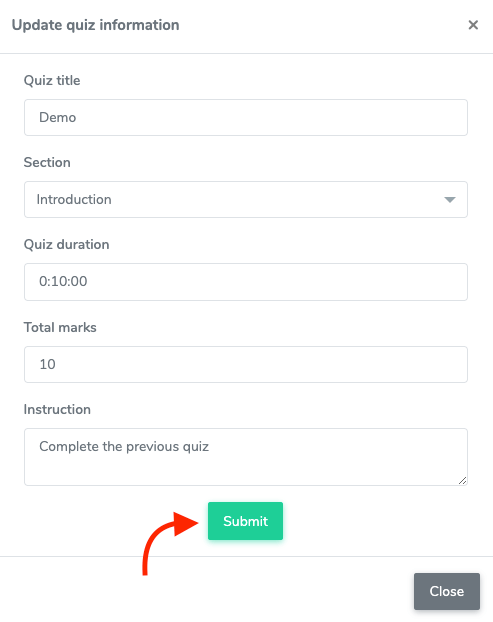 Update quiz information ×
Quiz title
Demo
Section
Introduction
Quiz duration
0:10:00
Total marks
10
Instruction
Complete the previous quiz
Submit
Close